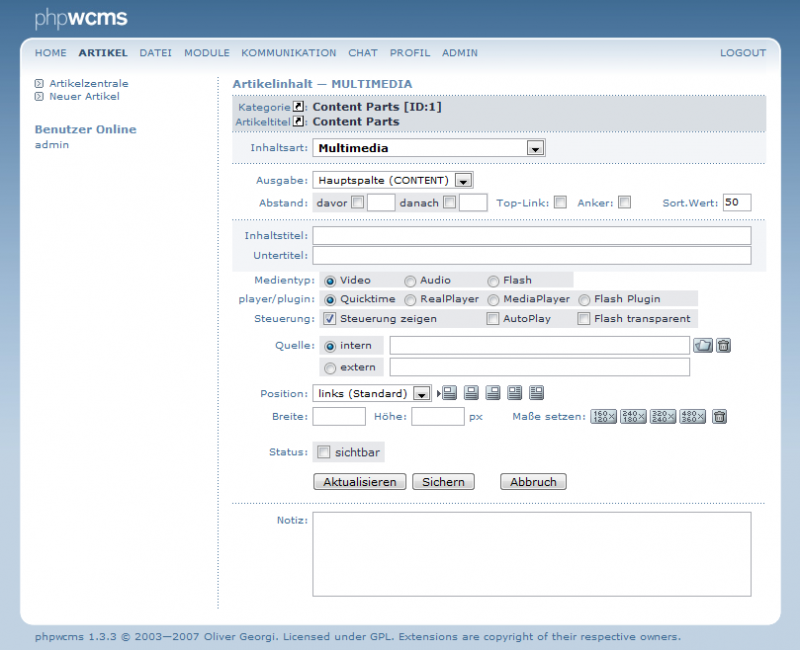 phpwcms
HOME ARTIKEL DATEI MODULE KOMMUNIKATION CHAT PROFIL ADMIN LOGOUT
Artikelzentrale
Neuer Artikel
Benutzer Online
admin
Artikelinhalt — MULTIMEDIA
Kategorie : Content Parts [ID:1]
Artikeltitel : Content Parts
Inhaltsart: Multimedia
Ausgabe: Hauptspalte (CONTENT)
Abstand: davor danach Top-Link: Anker: Sort.Wert: 50
Inhaltstitel:
Untertitel:
Medientyp: Video Audio Flash
player/plugin: Quicktime RealPlayer MediaPlayer Flash Plugin
Steuerung: Steuerung zeigen AutoPlay Flash transparent
Quelle: intern
extern
Position: links (Standard)
Breite: Höhe: px Maße setzen: 160 120 240 180 320 240 480 360
Status: sichtbar
Aktualisieren Sichern Abbruch
Notiz:
phpwcms 1.3.3 © 2003—2007 Oliver Georgi. Licensed under GPL. Extensions are copyright of their respective owners.